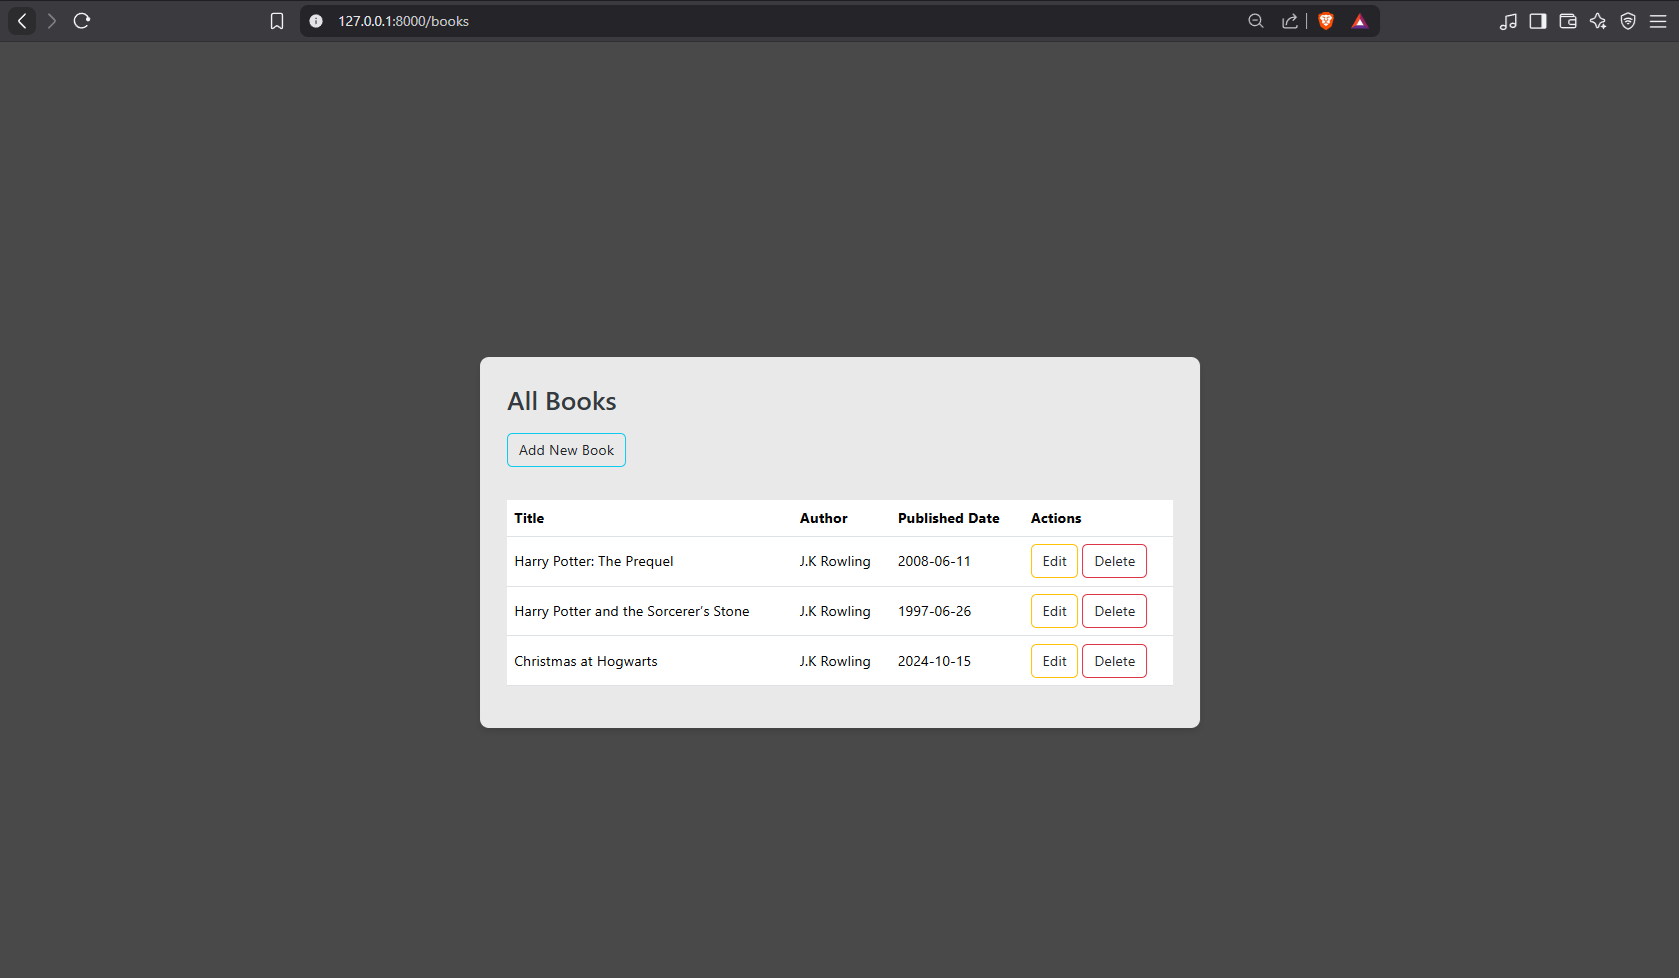 127.0.0.1:8000/books
All Books
Add New Book
Title Author Published Date Actions
Harry Potter: The Prequel J.K Rowling 2008-06-11 Edit Delete
Harry Potter and the Sorcerer's Stone J.K Rowling 1997-06-26 Edit Delete
Christmas at Hogwarts J.K Rowling 2024-10-15 Edit Delete